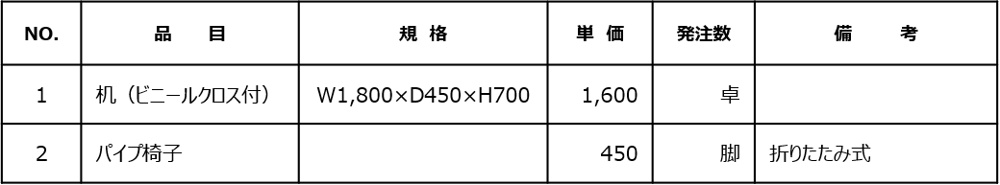 NO. 品 目 規 格 単 価 発注数 備 考
1 机（ビニールクロス付） W1,800×D450×H700 1,600 卓
2 パイプ椅子 450 脚 折りたたみ式